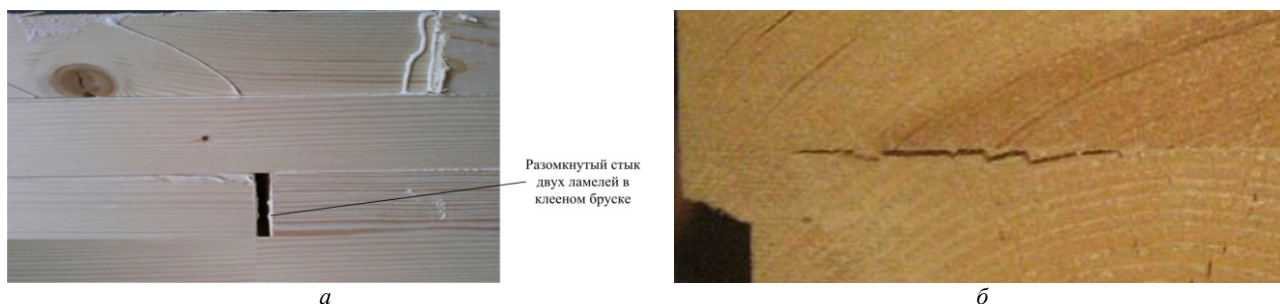 Разомкнутый стык
двух ламелей в
клееном бруске
а
б